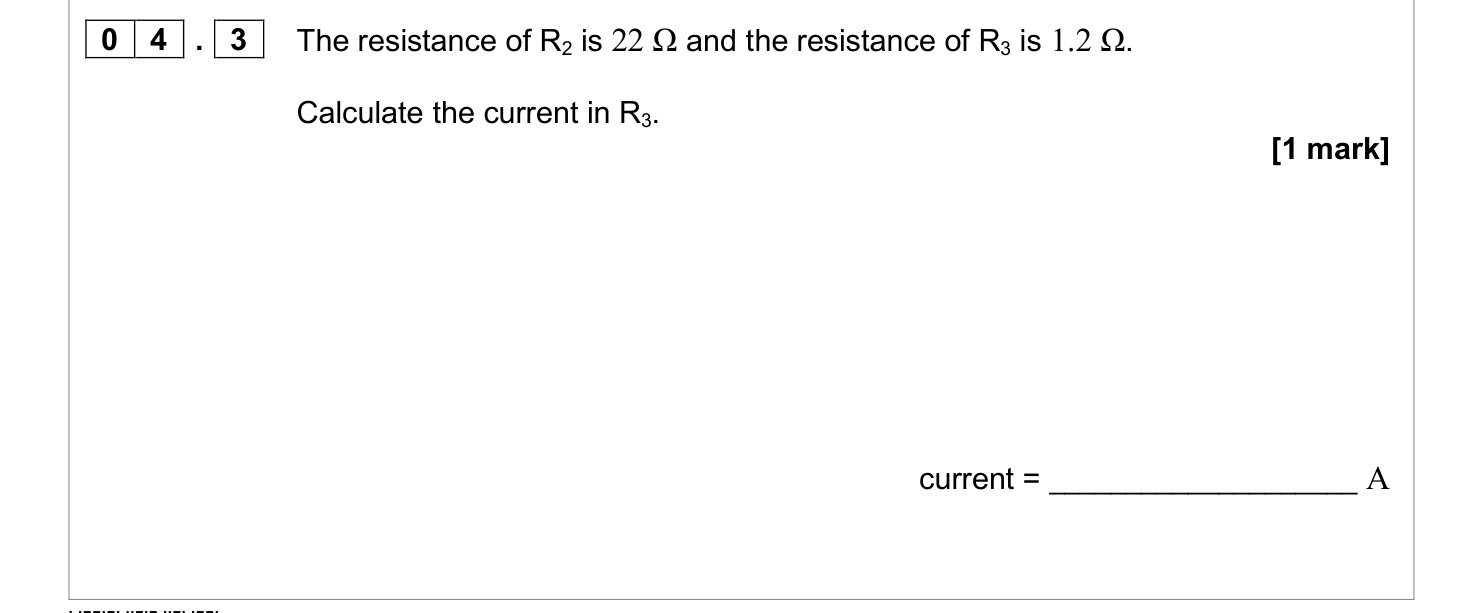 0 4 . 3 The resistance of R₂ is 22 Ω and the resistance of R₃ is 1.2 Ω.
Calculate the current in R₃.
[1 mark]
current = ____________________ A